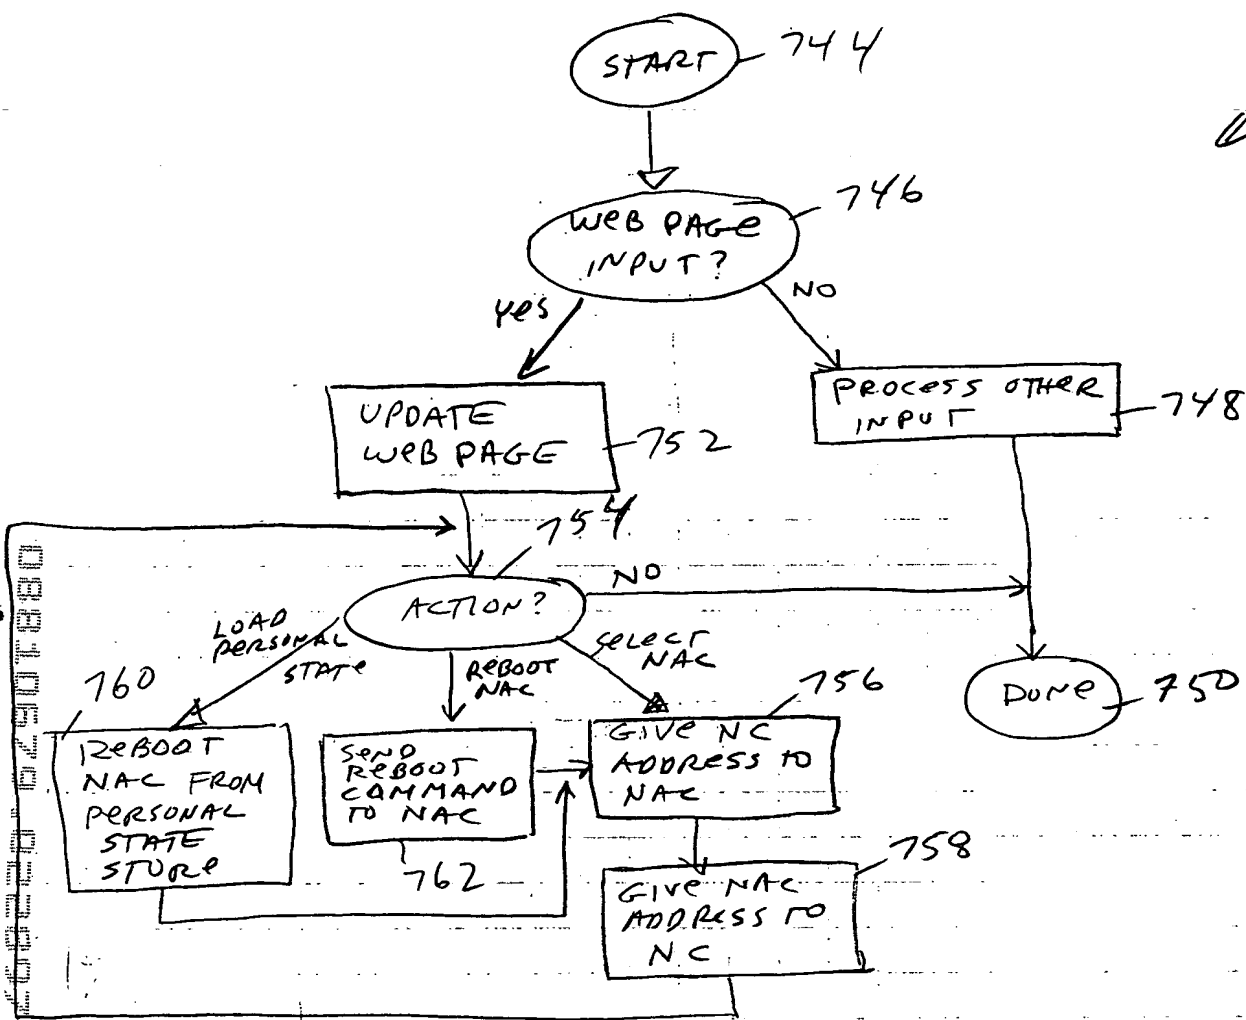 START
744
WEB PAGE
INPUT?
746
YES
NO
UPDATE
WEB PAGE
752
PROCESS OTHER
INPUT
748
754
ACTION?
NO
LOAD
PERSONAL
STATE
REBOOT
NAC
SELECT
NAC
DONE
750
760
REBOOT
NAC FROM
PERSONAL
STATE
STORE
SEND
REBOOT
COMMAND
TO NAC
762
756
GIVE NC
ADDRESS TO
NAC
758
GIVE NAC
ADDRESS TO
NC